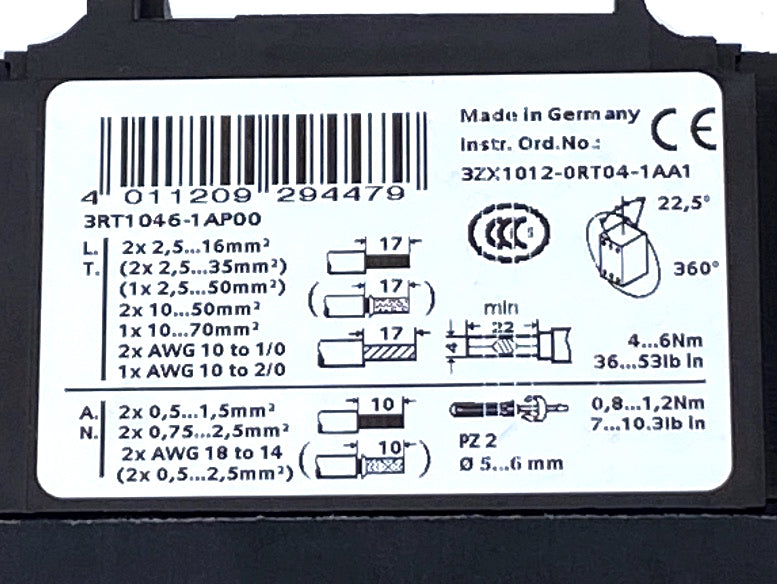 Made in Germany
Instr. Ord.No.:
3ZX1012-0RT04-1AA1
CE
4 011209 294479
3RT1046-1AP00
CCC
22,5°
360°
L.
T.
2x 2,5...16mm²
(2x 2,5...35mm²)
(1x 2,5...50mm²)
2x 10...50mm²
1x 10...70mm²
2x AWG 10 to 1/0
1x AWG 10 to 2/0
17
( 17 )
17
min
22
4
4...6Nm
36...53lb in
A.
N.
2x 0,5...1,5mm²
2x 0,75...2,5mm²
2x AWG 18 to 14
(2x 0,5...2,5mm²)
10
( 10 )
PZ 2
Ø 5...6 mm
0,8...1,2Nm
7...10.3lb in